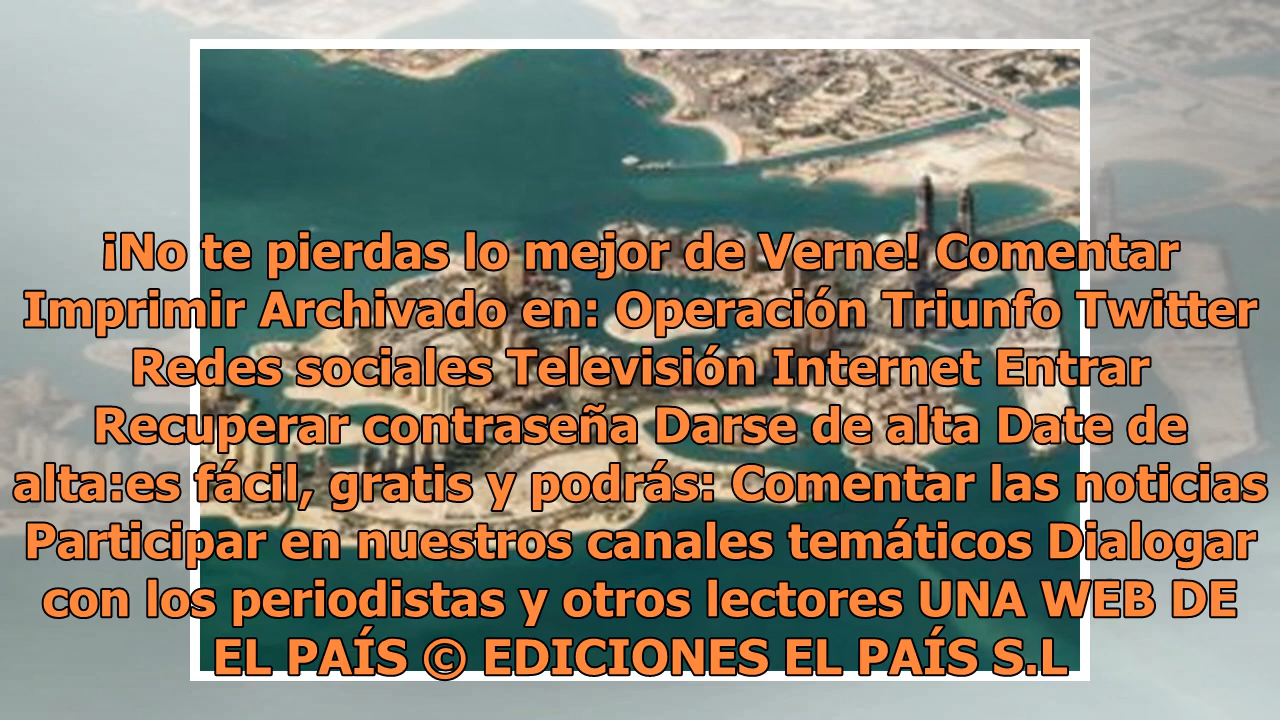 ¡No te pierdas lo mejor de Verne! Comentar
Imprimir Archivado en: Operación Triunfo Twitter
Redes sociales Televisión Internet Entrar
Recuperar contraseña Darse de alta Date de
alta:es fácil, gratis y podrás: Comentar las noticias
Participar en nuestros canales temáticos Dialogar
con los periodistas y otros lectores UNA WEB DE
EL PAÍS © EDICIONES EL PAÍS S.L